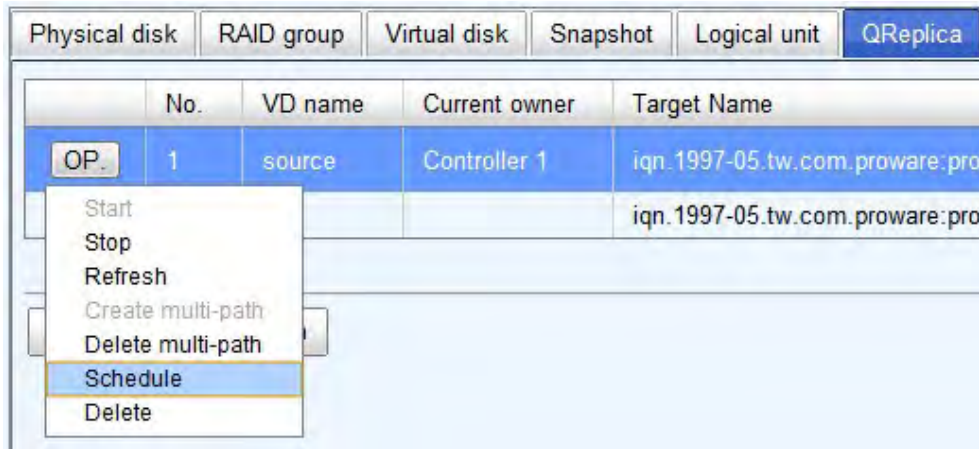 Physical disk RAID group Virtual disk Snapshot Logical unit QReplica
No. VD name Current owner Target Name
OP. 1 source Controller 1 iqn.1997-05.tw.com.proware:pro
iqn.1997-05.tw.com.proware:pro
Start
Stop
Refresh
Create multi-path
Delete multi-path
Schedule
Delete